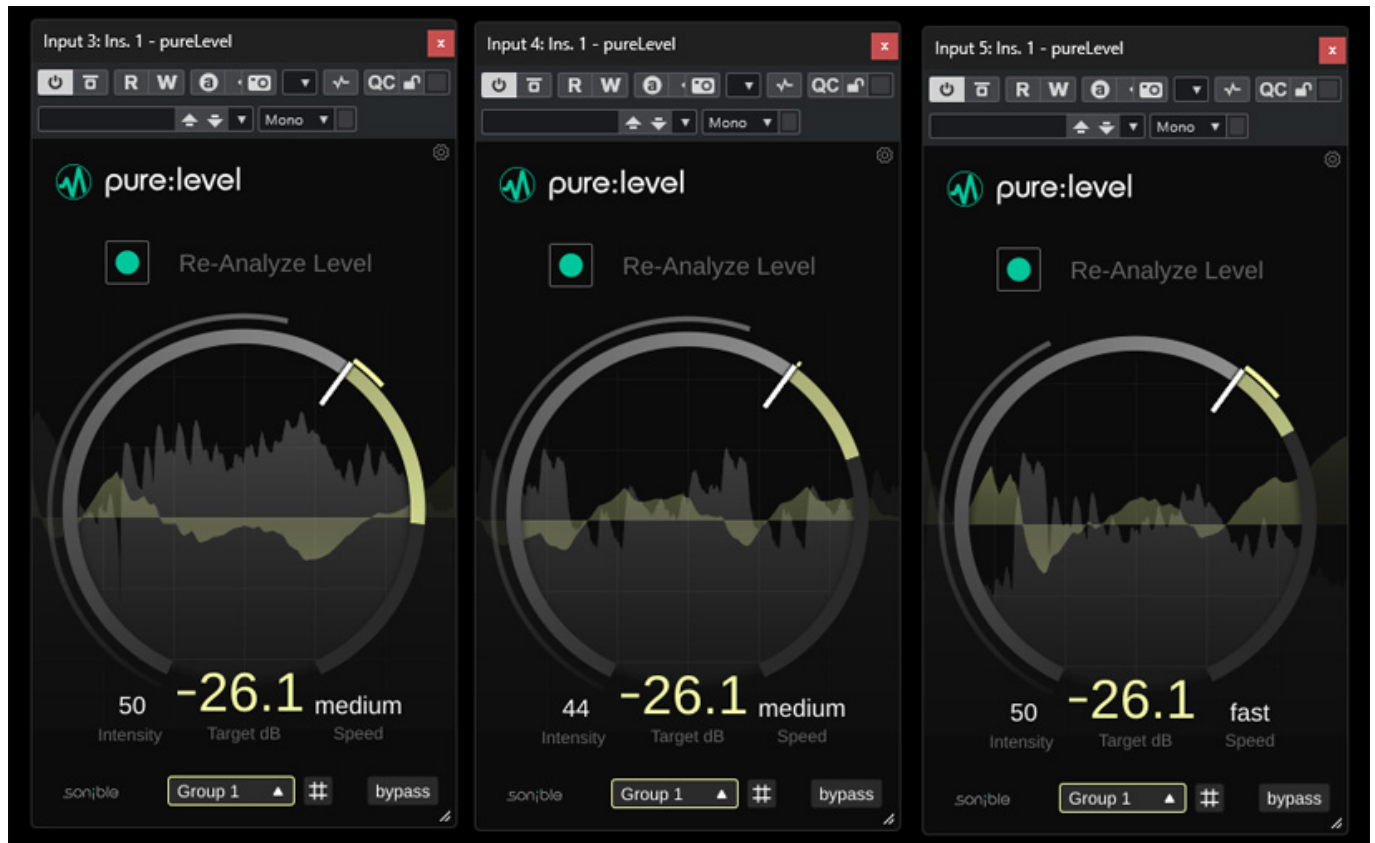 Input 3: Ins. 1 - pureLevel
x
R W a QC
Mono
pure:level
Re-Analyze Level
50 -26.1 medium
Intensity Target dB Speed
sonible Group 1 bypass
Input 4: Ins. 1 - pureLevel
x
R W a QC
Mono
pure:level
Re-Analyze Level
44 -26.1 medium
Intensity Target dB Speed
sonible Group 1 bypass
Input 5: Ins. 1 - pureLevel
x
R W a QC
Mono
pure:level
Re-Analyze Level
50 -26.1 fast
Intensity Target dB Speed
sonible Group 1 bypass